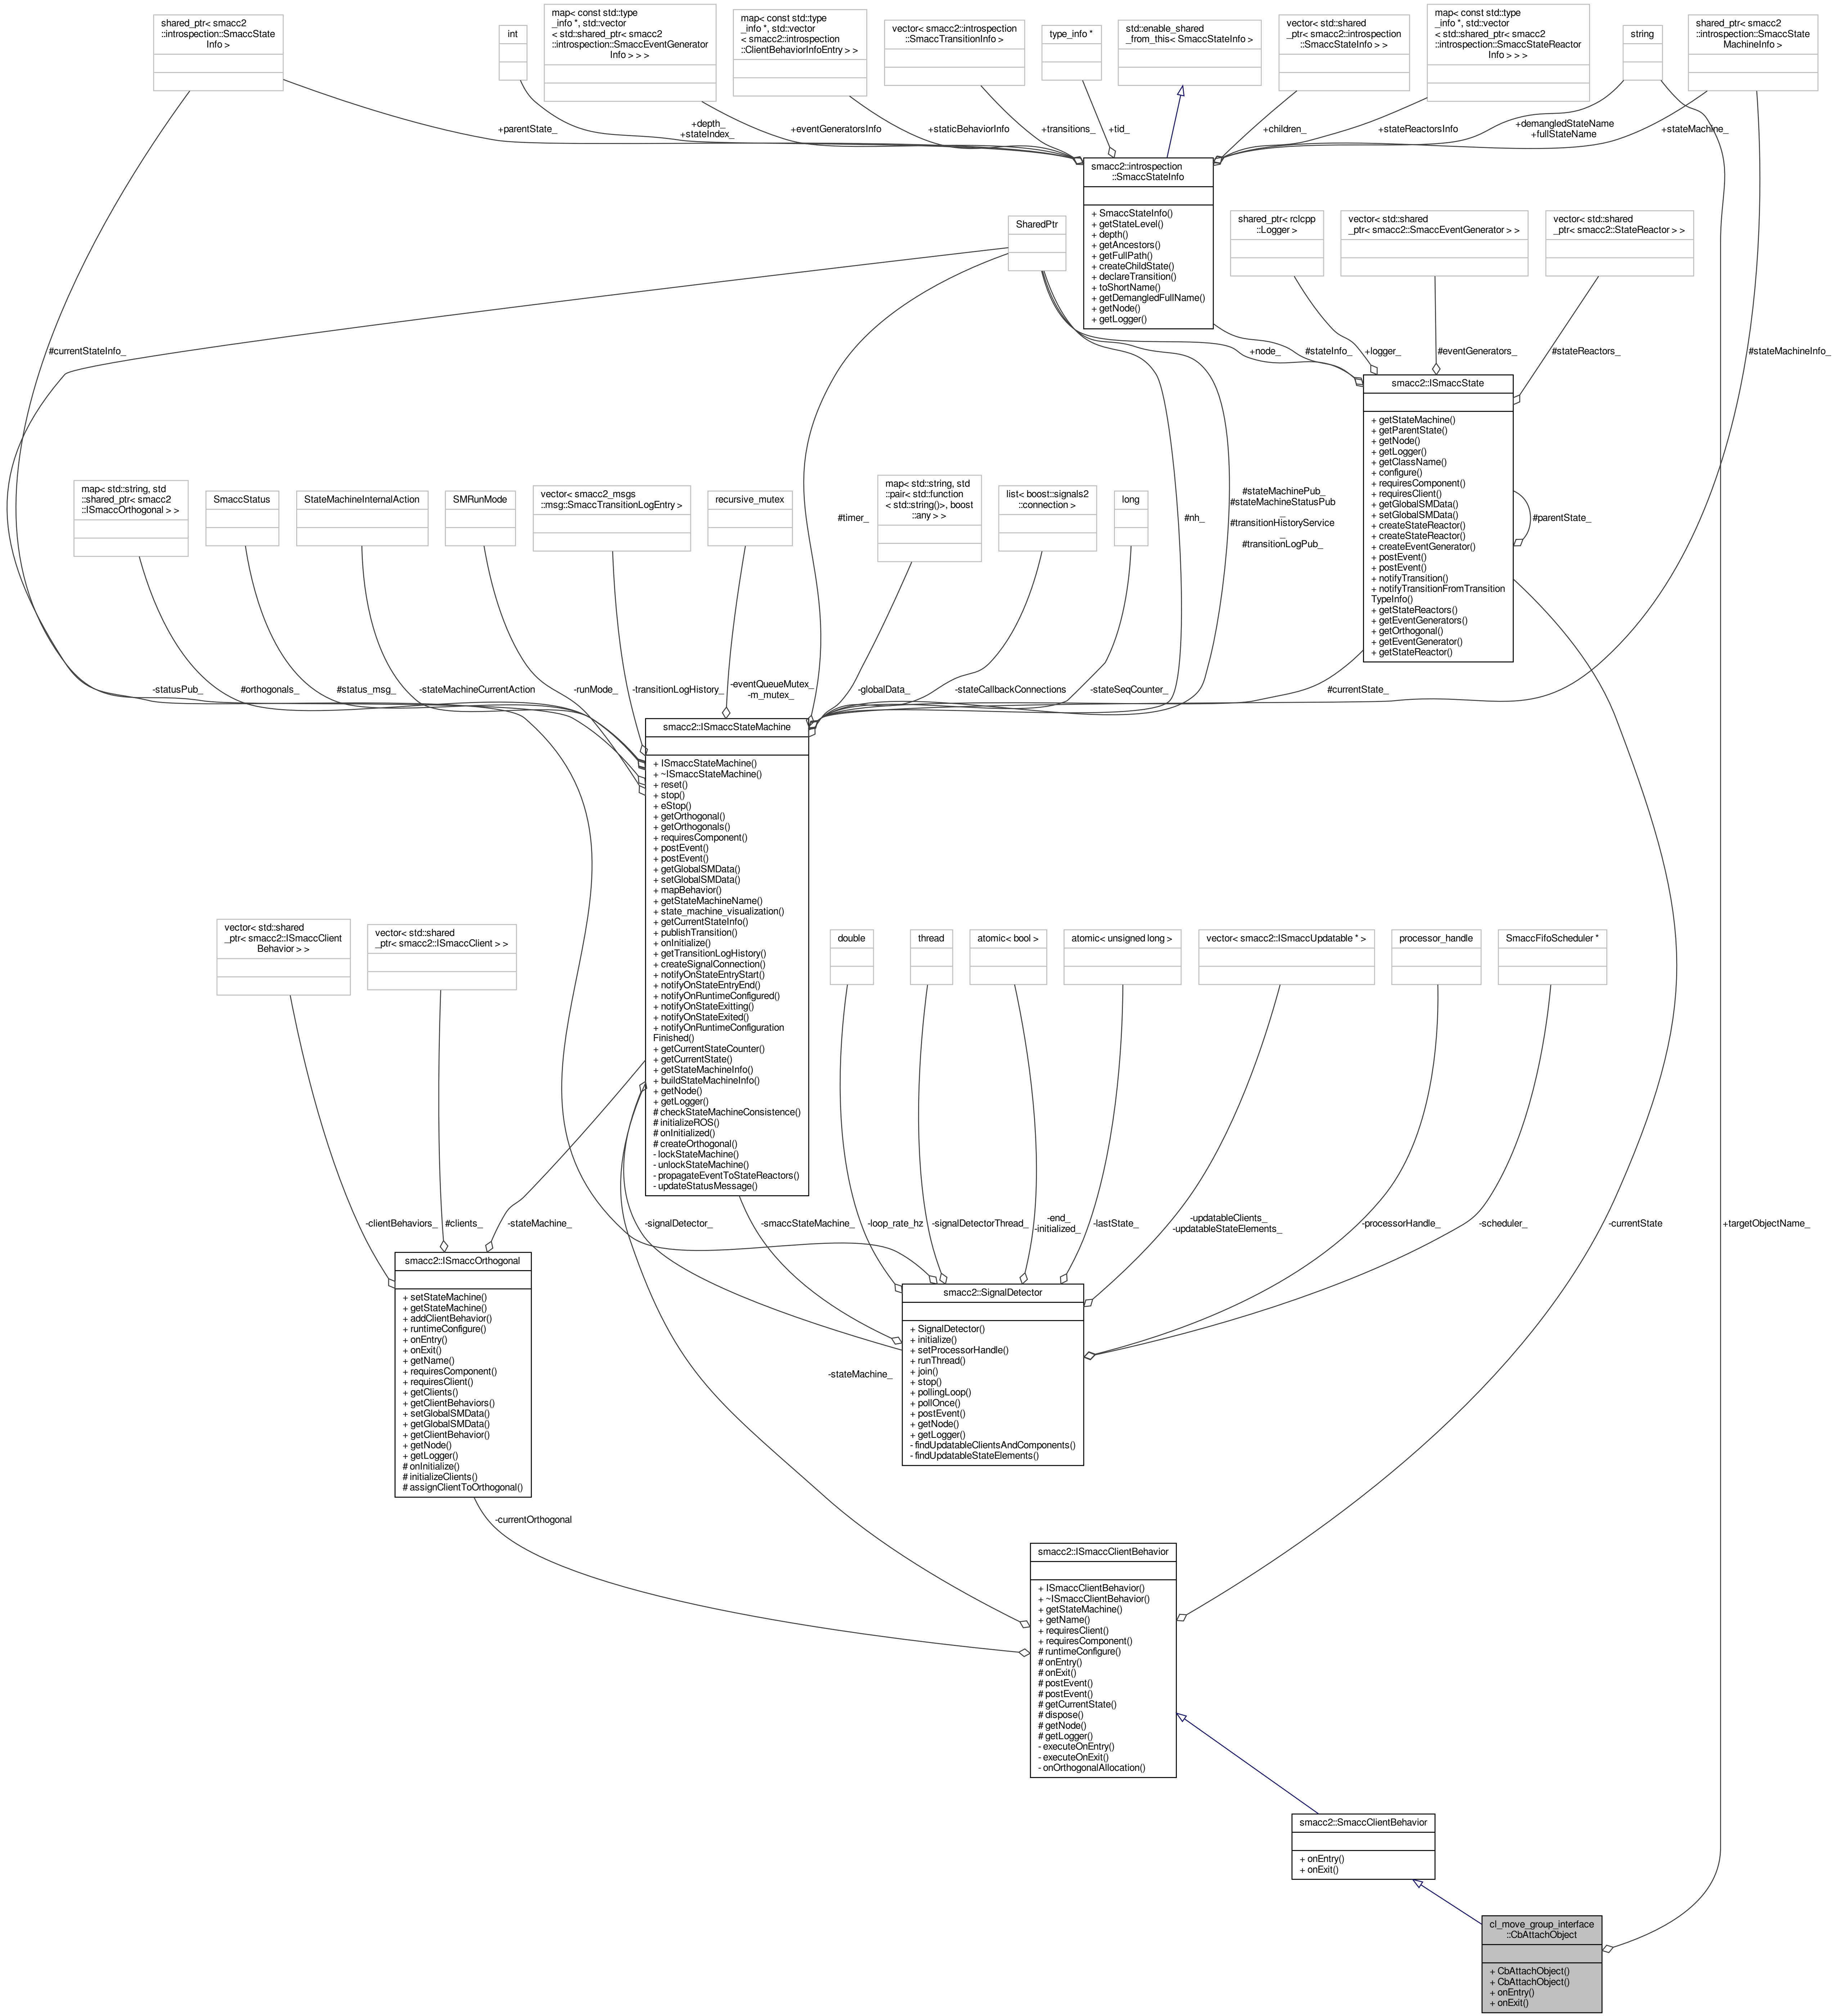 shared_ptr< smacc2
::introspection::SmaccState
Info >
int
map< const std::type
_info *, std::vector
< std::shared_ptr< smacc2
::introspection::SmaccEventGenerator
Info > > >
map< const std::type
_info *, std::vector
< smacc2::introspection
::ClientBehaviorInfoEntry > >
vector< smacc2::introspection
::SmaccTransitionInfo >
type_info *
std::enable_shared
_from_this< SmaccStateInfo >
vector< std::shared
_ptr< smacc2::introspection
::SmaccStateInfo > >
map< const std::type
_info *, std::vector
< std::shared_ptr< smacc2
::introspection::SmaccStateReactor
Info > > >
string
shared_ptr< smacc2
::introspection::SmaccState
MachineInfo >
+parentState_
+depth_
+stateIndex_
+eventGeneratorsInfo
+staticBehaviorInfo
+transitions_
+tid_
+children_
+stateReactorsInfo
+demangledStateName
+fullStateName
+stateMachine_
smacc2::introspection
::SmaccStateInfo
+ SmaccStateInfo()
+ getStateLevel()
+ depth()
+ getAncestors()
+ getFullPath()
+ createChildState()
+ declareTransition()
+ toShortName()
+ getDemangledFullName()
+ getNode()
+ getLogger()
SharedPtr
shared_ptr< rclcpp
::Logger >
vector< std::shared
_ptr< smacc2::SmaccEventGenerator > >
vector< std::shared
_ptr< smacc2::StateReactor > >
#currentStateInfo_
+node_
#stateInfo_
+logger_
#eventGenerators_
#stateReactors_
#stateMachineInfo_
smacc2::ISmaccState
+ getStateMachine()
+ getParentState()
+ getNode()
+ getLogger()
+ getClassName()
+ configure()
+ requiresComponent()
+ requiresClient()
+ getGlobalSMData()
+ setGlobalSMData()
+ createStateReactor()
+ createStateReactor()
+ createEventGenerator()
+ postEvent()
+ postEvent()
+ notifyTransition()
+ notifyTransitionFromTransition
TypeInfo()
+ getStateReactors()
+ getEventGenerators()
+ getOrthogonal()
+ getEventGenerator()
+ getStateReactor()
#parentState_
map< std::string, std
::shared_ptr< smacc2
::ISmaccOrthogonal > >
SmaccStatus
StateMachineInternalAction
SMRunMode
vector< smacc2_msgs
::msg::SmaccTransitionLogEntry >
recursive_mutex
#timer_
map< std::string, std
::pair< std::function
< std::string()>, boost
::any > >
list< boost::signals2
::connection >
long
#nh_
#stateMachinePub_
#stateMachineStatusPub
_
#transitionHistoryService
_
#transitionLogPub_
-statusPub_
#orthogonals_
#status_msg_
-stateMachineCurrentAction
-runMode_
-transitionLogHistory_
-eventQueueMutex_
-m_mutex_
-globalData_
-stateCallbackConnections
-stateSeqCounter_
#currentState_
smacc2::ISmaccStateMachine
+ ISmaccStateMachine()
+ ~ISmaccStateMachine()
+ reset()
+ stop()
+ eStop()
+ getOrthogonal()
+ getOrthogonals()
+ requiresComponent()
+ postEvent()
+ postEvent()
+ getGlobalSMData()
+ setGlobalSMData()
+ mapBehavior()
+ getStateMachineName()
+ state_machine_visualization()
+ getCurrentStateInfo()
+ publishTransition()
+ onInitialize()
+ getTransitionLogHistory()
+ createSignalConnection()
+ notifyOnStateEntryStart()
+ notifyOnStateEntryEnd()
+ notifyOnRuntimeConfigured()
+ notifyOnStateExitting()
+ notifyOnStateExited()
+ notifyOnRuntimeConfiguration
Finished()
+ getCurrentStateCounter()
+ getCurrentState()
+ getStateMachineInfo()
+ buildStateMachineInfo()
+ getNode()
+ getLogger()
# checkStateMachineConsistence()
# initializeROS()
# onInitialized()
# createOrthogonal()
- lockStateMachine()
- unlockStateMachine()
- propagateEventToStateReactors()
- updateStatusMessage()
vector< std::shared
_ptr< smacc2::ISmaccClient
Behavior > >
vector< std::shared
_ptr< smacc2::ISmaccClient > >
double
thread
atomic< bool >
atomic< unsigned long >
vector< smacc2::ISmaccUpdatable * >
processor_handle
SmaccFifoScheduler *
-clientBehaviors_
#clients_
-stateMachine_
-signalDetector_
-smaccStateMachine_
-loop_rate_hz
-signalDetectorThread_
-end_
-initialized_
-lastState_
-updatableClients_
-updatableStateElements_
-processorHandle_
-scheduler_
-currentState
+targetObjectName_
smacc2::ISmaccOrthogonal
+ setStateMachine()
+ getStateMachine()
+ addClientBehavior()
+ runtimeConfigure()
+ onEntry()
+ onExit()
+ getName()
+ requiresComponent()
+ requiresClient()
+ getClients()
+ getClientBehaviors()
+ setGlobalSMData()
+ getGlobalSMData()
+ getClientBehavior()
+ getNode()
+ getLogger()
# onInitialize()
# initializeClients()
# assignClientToOrthogonal()
smacc2::SignalDetector
+ SignalDetector()
+ initialize()
+ setProcessorHandle()
+ runThread()
+ join()
+ stop()
+ pollingLoop()
+ pollOnce()
+ postEvent()
+ getNode()
+ getLogger()
- findUpdatableClientsAndComponents()
- findUpdatableStateElements()
-stateMachine_
-currentOrthogonal
smacc2::ISmaccClientBehavior
+ ISmaccClientBehavior()
+ ~ISmaccClientBehavior()
+ getStateMachine()
+ getName()
+ requiresClient()
+ requiresComponent()
# runtimeConfigure()
# onEntry()
# onExit()
# postEvent()
# postEvent()
# getCurrentState()
# dispose()
# getNode()
# getLogger()
- executeOnEntry()
- executeOnExit()
- onOrthogonalAllocation()
smacc2::SmaccClientBehavior
+ onEntry()
+ onExit()
cl_move_group_interface
::CbAttachObject
+ CbAttachObject()
+ CbAttachObject()
+ onEntry()
+ onExit()